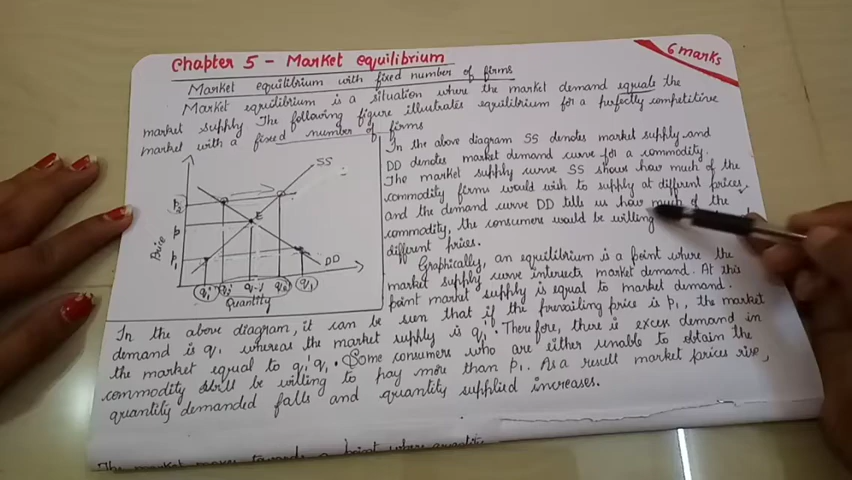 Chapter 5 - Market equilibrium
6 marks
Market equilibrium with fixed number of firms
Market equilibrium is a situation where the market demand equals the
market supply. The following figure illustrates equilibrium for a perfectly competitive
market with a fixed number of firms
SS
E
DD
Price
P
Quantity
In the above diagram SS denotes market supply and
DD denotes market demand curve for a commodity.
The market supply curve SS shows how much of the
commodity firms would wish to supply at different prices,
and the demand curve DD tells us how much of the
commodity, the consumers would be willing
different prices.
Graphically, an equilibrium is a point where the
market supply curve intersects market demand. At this
point market supply is equal to market demand.
In the above diagram, it can be seen that if the prevailing price is P₁, the market
demand is q₁ whereas the market supply is q₁'. Therefore, there is excess demand in
the market equal to q₁'q₁. Some consumers who are either unable to obtain the
commodity will be willing to pay more than P₁. As a result market prices rise,
quantity demanded falls and quantity supplied increases.
The market moves towards a point where quantity